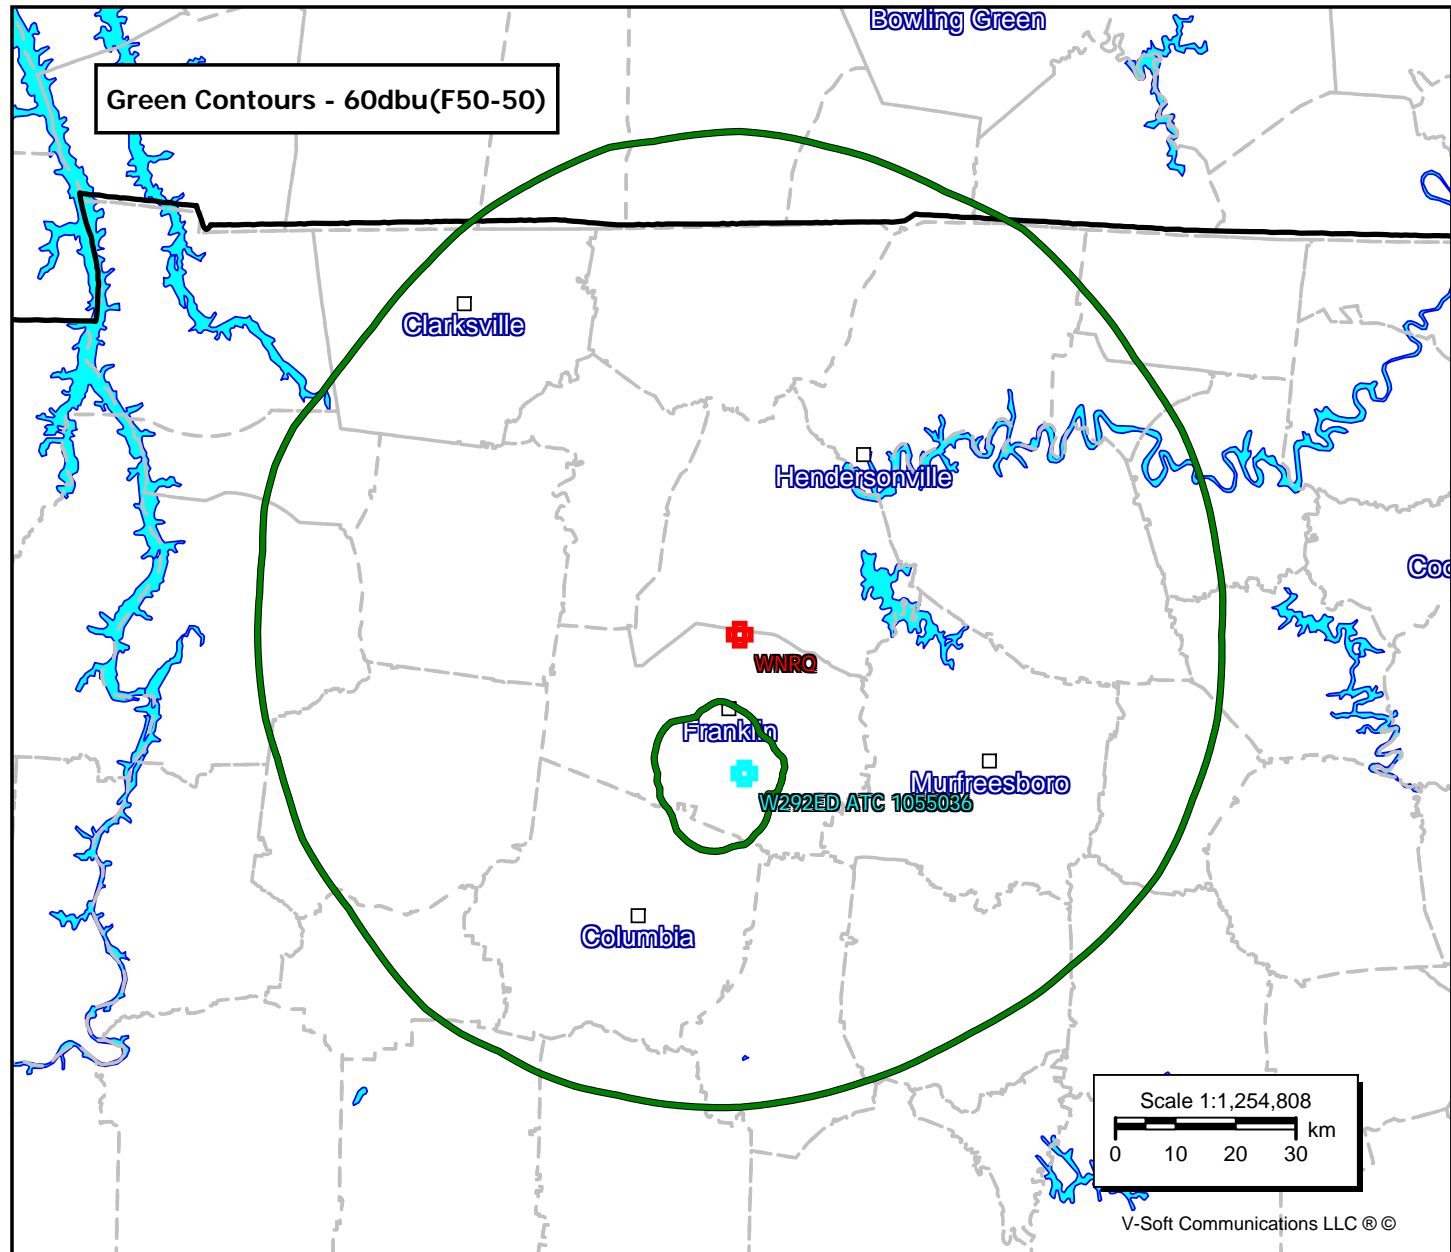 Bowling Green
Green Contours - 60dbu(F50-50)
Clarksville
Hendersonville
Coo
WNRQ
Franklin
Murfreesboro
W292ED ATC 1055036
Columbia
Scale 1:1,254,808
km
0 10 20 30
V-Soft Communications LLC ® ©